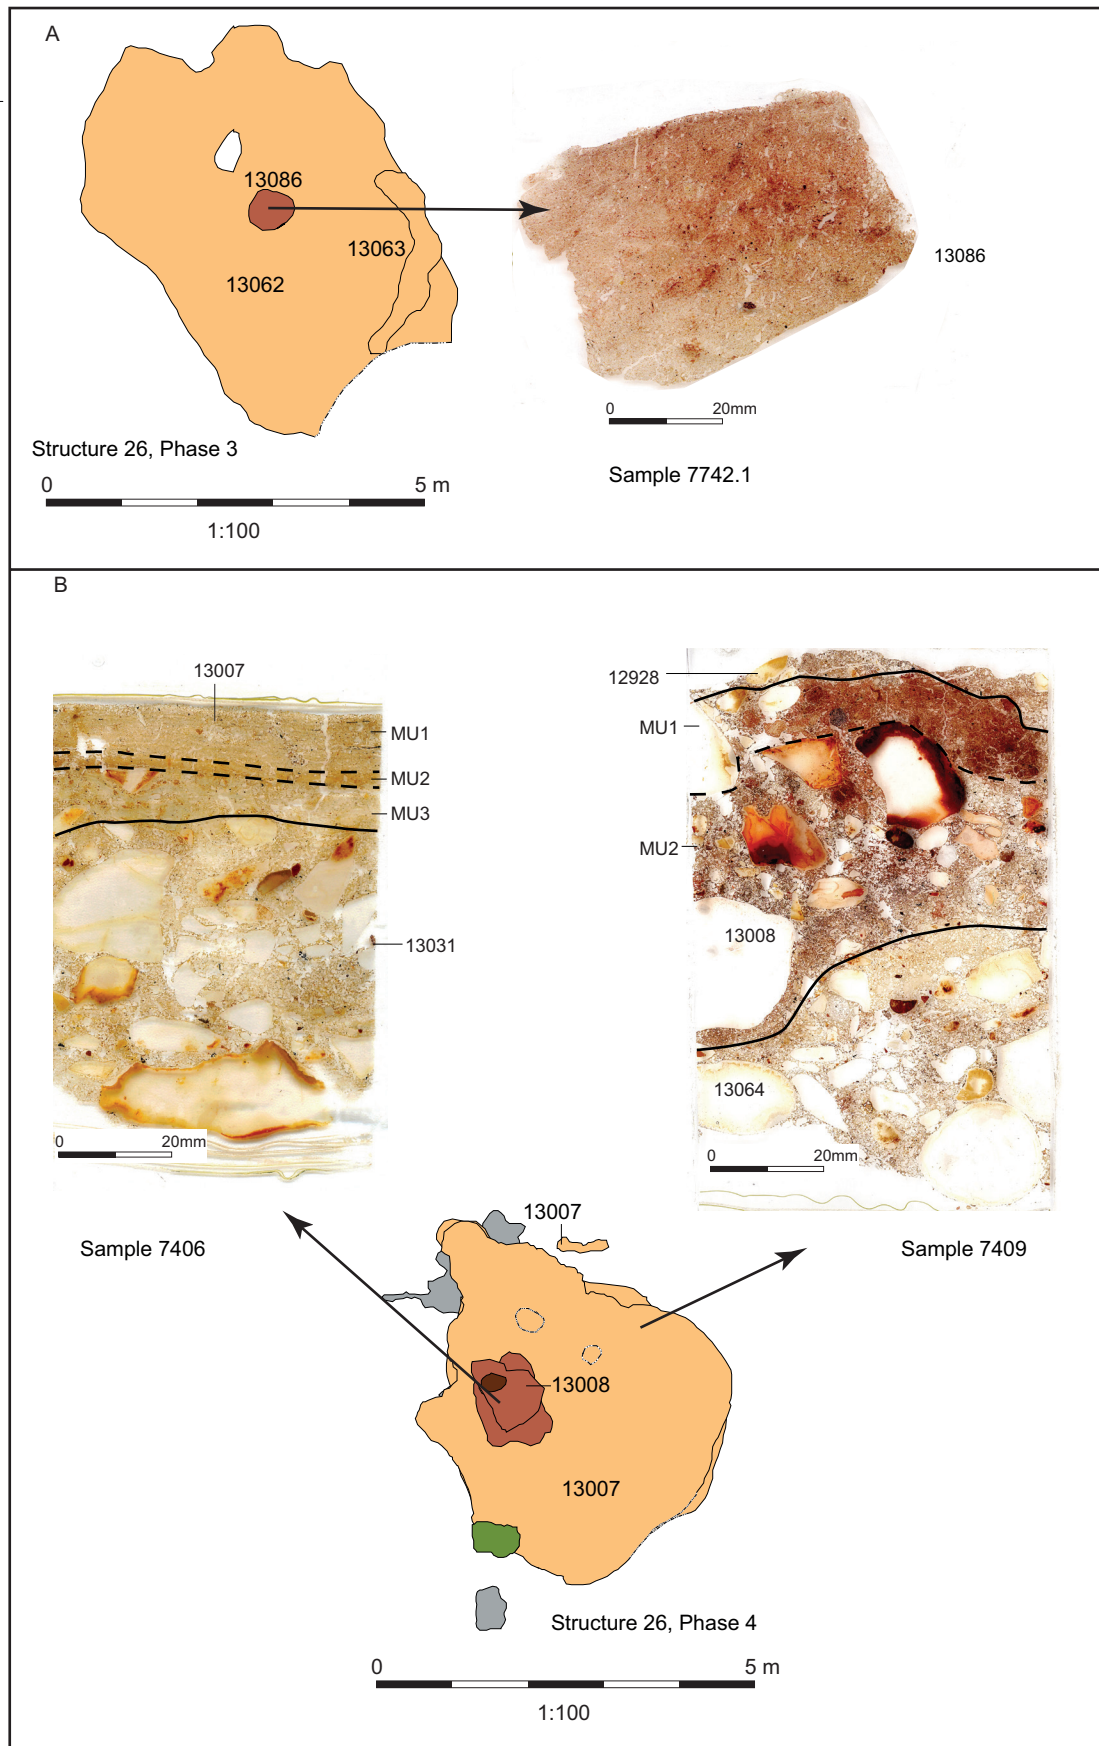 A
13086
13063
13062
13086
0 20mm
Structure 26, Phase 3
Sample 7742.1
0 5 m
1:100
B
13007
MU1
MU2
MU3
13031
0 20mm
Sample 7406
12928
MU1
MU2
13008
13064
0 20mm
Sample 7409
13007
13008
13007
Structure 26, Phase 4
0 5 m
1:100